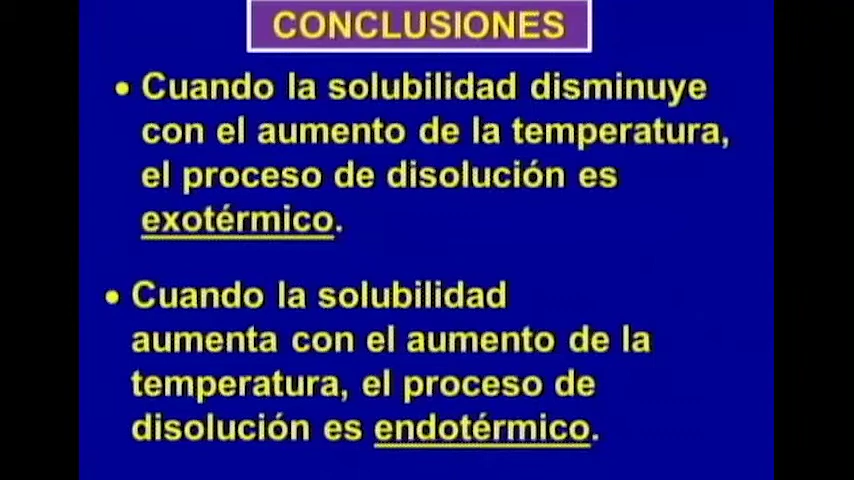 CONCLUSIONES
• Cuando la solubilidad disminuye
con el aumento de la temperatura,
el proceso de disolución es
exotérmico.
• Cuando la solubilidad
aumenta con el aumento de la
temperatura, el proceso de
disolución es endotérmico.